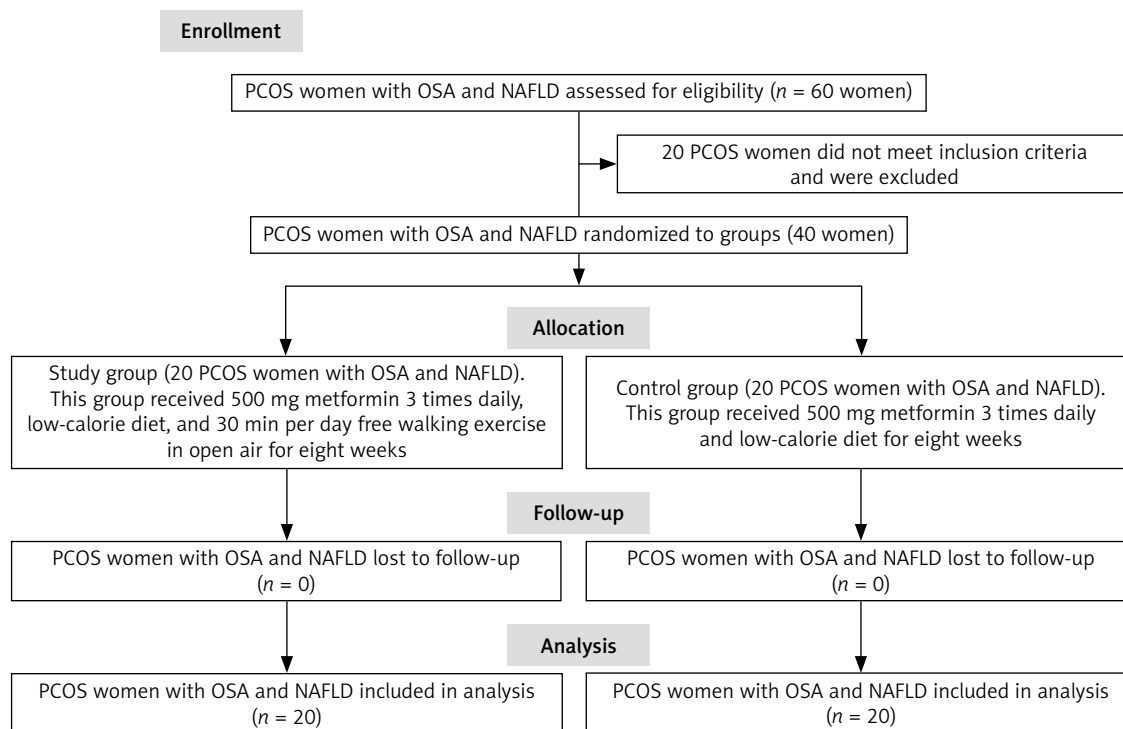 Enrollment
PCOS women with OSA and NAFLD assessed for eligibility (n = 60 women)
20 PCOS women did not meet inclusion criteria
and were excluded
PCOS women with OSA and NAFLD randomized to groups (40 women)
Allocation
Study group (20 PCOS women with OSA and NAFLD).
This group received 500 mg metformin 3 times daily,
low-calorie diet, and 30 min per day free walking exercise
in open air for eight weeks
Control group (20 PCOS women with OSA and NAFLD).
This group received 500 mg metformin 3 times daily
and low-calorie diet for eight weeks
Follow-up
PCOS women with OSA and NAFLD lost to follow-up
(n = 0)
PCOS women with OSA and NAFLD lost to follow-up
(n = 0)
Analysis
PCOS women with OSA and NAFLD included in analysis
(n = 20)
PCOS women with OSA and NAFLD included in analysis
(n = 20)